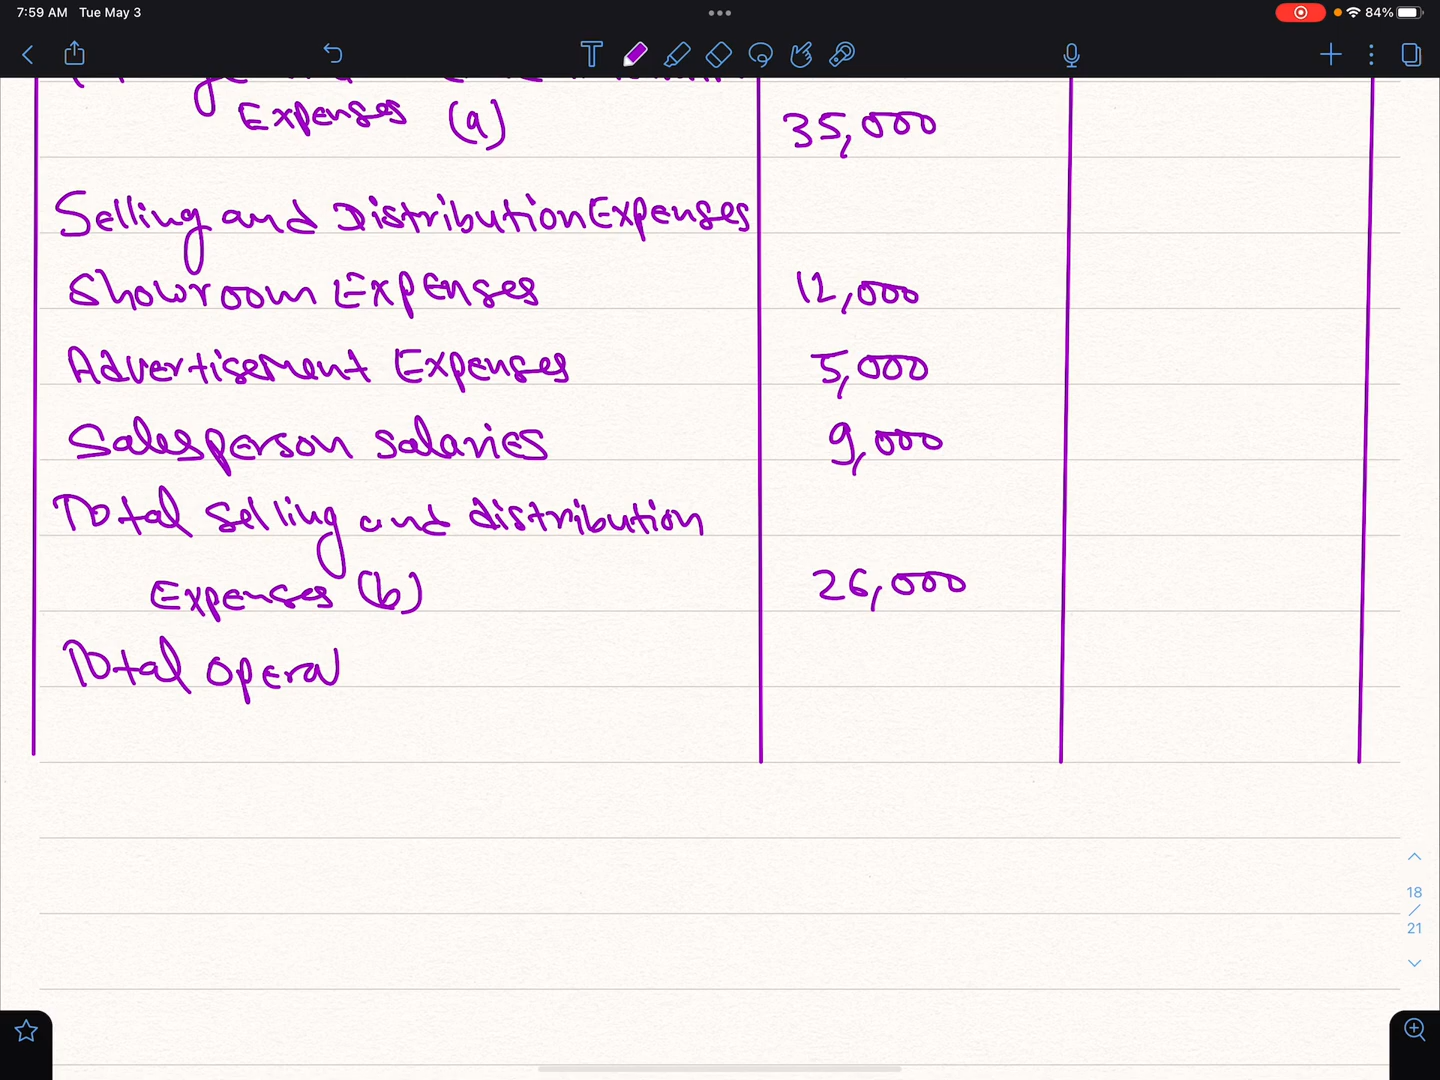 7:59 AM Tue May 3
84%
T
Expenses (a) 35,000
Selling and Distribution Expenses
Showroom Expenses 12,000
Advertisement Expenses 5,000
Salesperson salaries 9,000
Total selling and distribution
Expenses (b) 26,000
Total opera
18
21